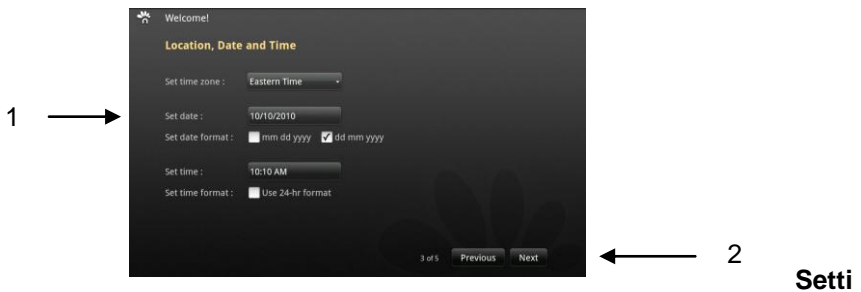 Welcome!
Location, Date and Time
Set time zone : Eastern Time
1
Set date : 10/10/2010
Set date format : mm dd yyyy dd mm yyyy
Set time : 10:10 AM
Set time format : Use 24-hr format
3 of 5 Previous Next
2
Setti